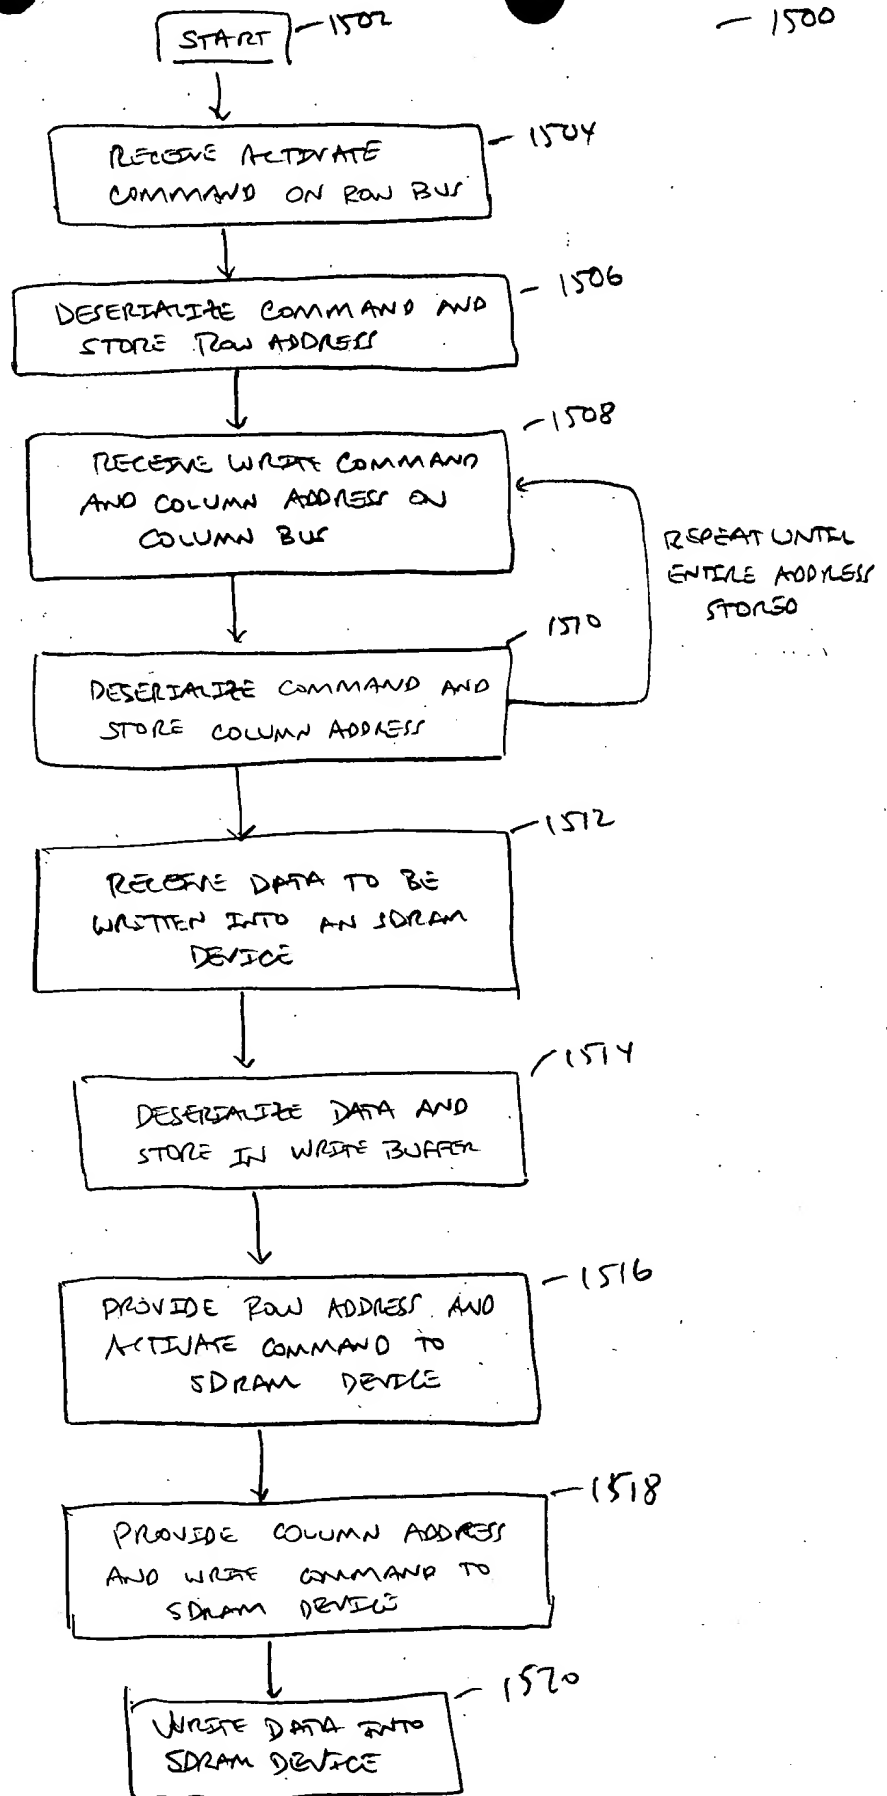 1500
START
1502
1504
RECEIVE ACTIVATE
COMMAND ON ROW BUS
1506
DESERIALIZE COMMAND AND
STORE ROW ADDRESS
1508
RECEIVE WRITE COMMAND
AND COLUMN ADDRESS ON
COLUMN BUS
REPEAT UNTIL
ENTIRE ADDRESS
STORED
1510
DESERIALIZE COMMAND AND
STORE COLUMN ADDRESS
1512
RECEIVE DATA TO BE
WRITTEN INTO AN SDRAM
DEVICE
1514
DESERIALIZE DATA AND
STORE IN WRITE BUFFER
1516
PROVIDE ROW ADDRESS AND
ACTIVATE COMMAND TO
SDRAM DEVICE
1518
PROVIDE COLUMN ADDRESS
AND WRITE COMMAND TO
SDRAM DEVICE
1520
WRITE DATA INTO
SDRAM DEVICE